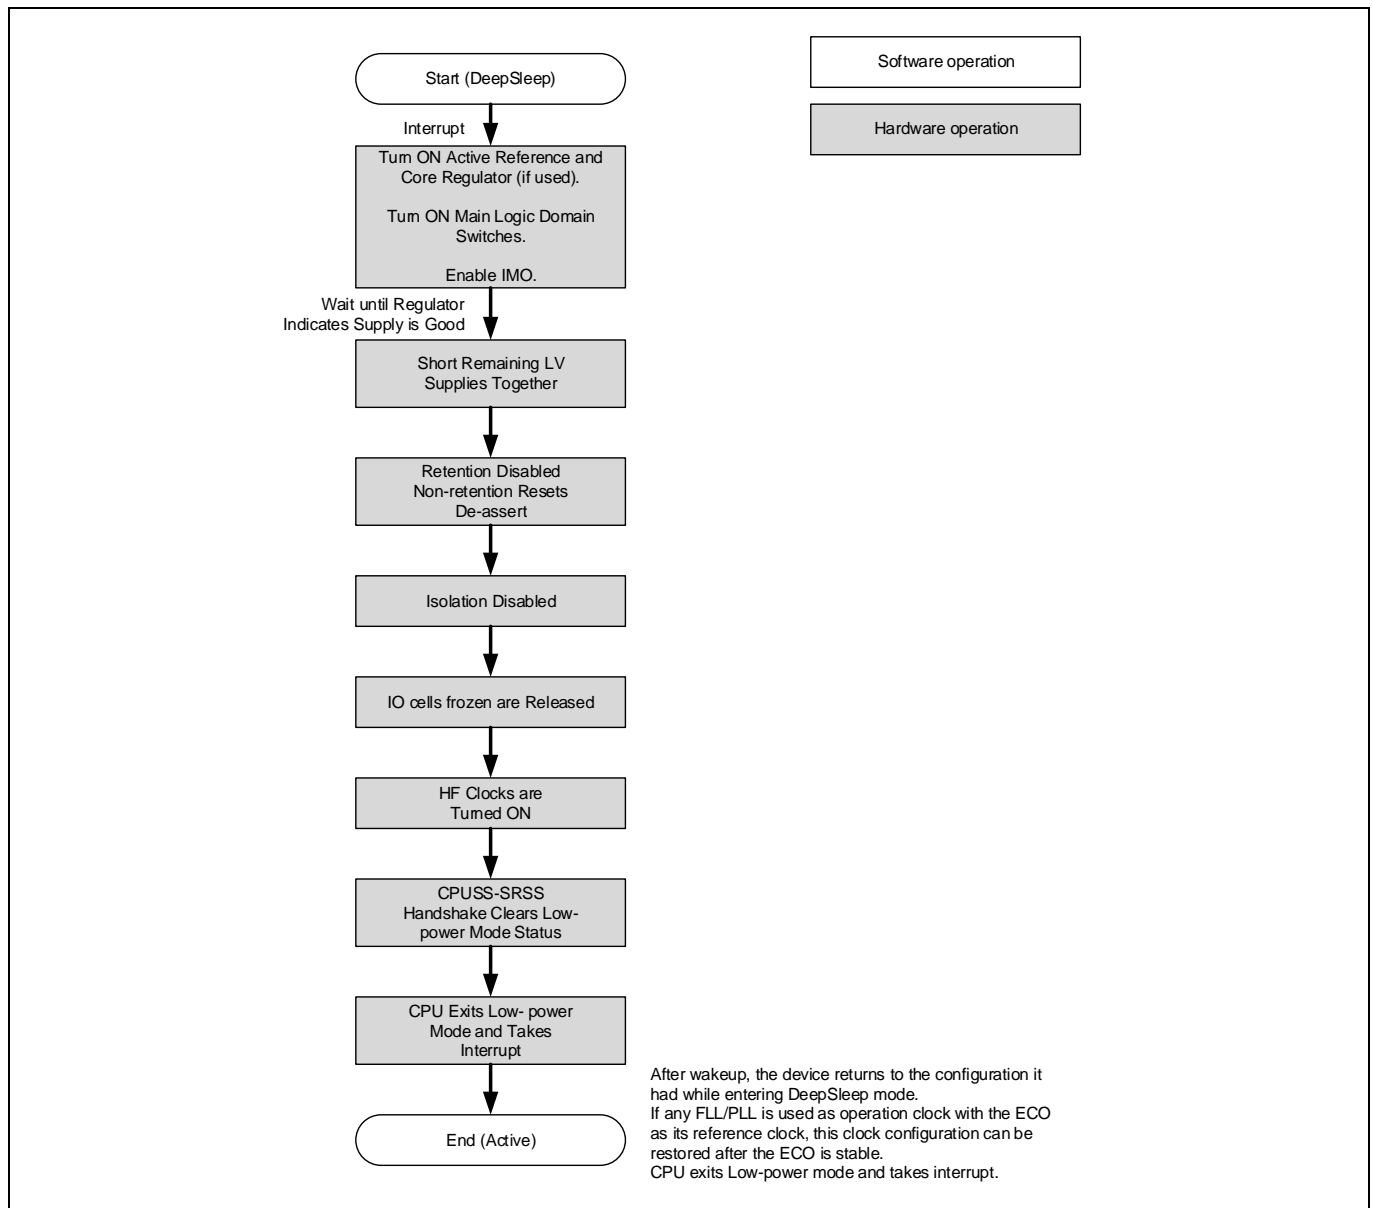 Start (DeepSleep)
Software operation
Hardware operation
Interrupt
Turn ON Active Reference and
Core Regulator (if used).
Turn ON Main Logic Domain
Switches.
Enable IMO.
Wait until Regulator
Indicates Supply is Good
Short Remaining LV
Supplies Together
Retention Disabled
Non-retention Resets
De-assert
Isolation Disabled
IO cells frozen are Released
HF Clocks are
Turned ON
CPUSS-SRSS
Handshake Clears Low-
power Mode Status
CPU Exits Low- power
Mode and Takes
Interrupt
End (Active)
After wakeup, the device returns to the configuration it
had while entering DeepSleep mode.
If any FLL/PLL is used as operation clock with the ECO
as its reference clock, this clock configuration can be
restored after the ECO is stable.
CPU exits Low-power mode and takes interrupt.